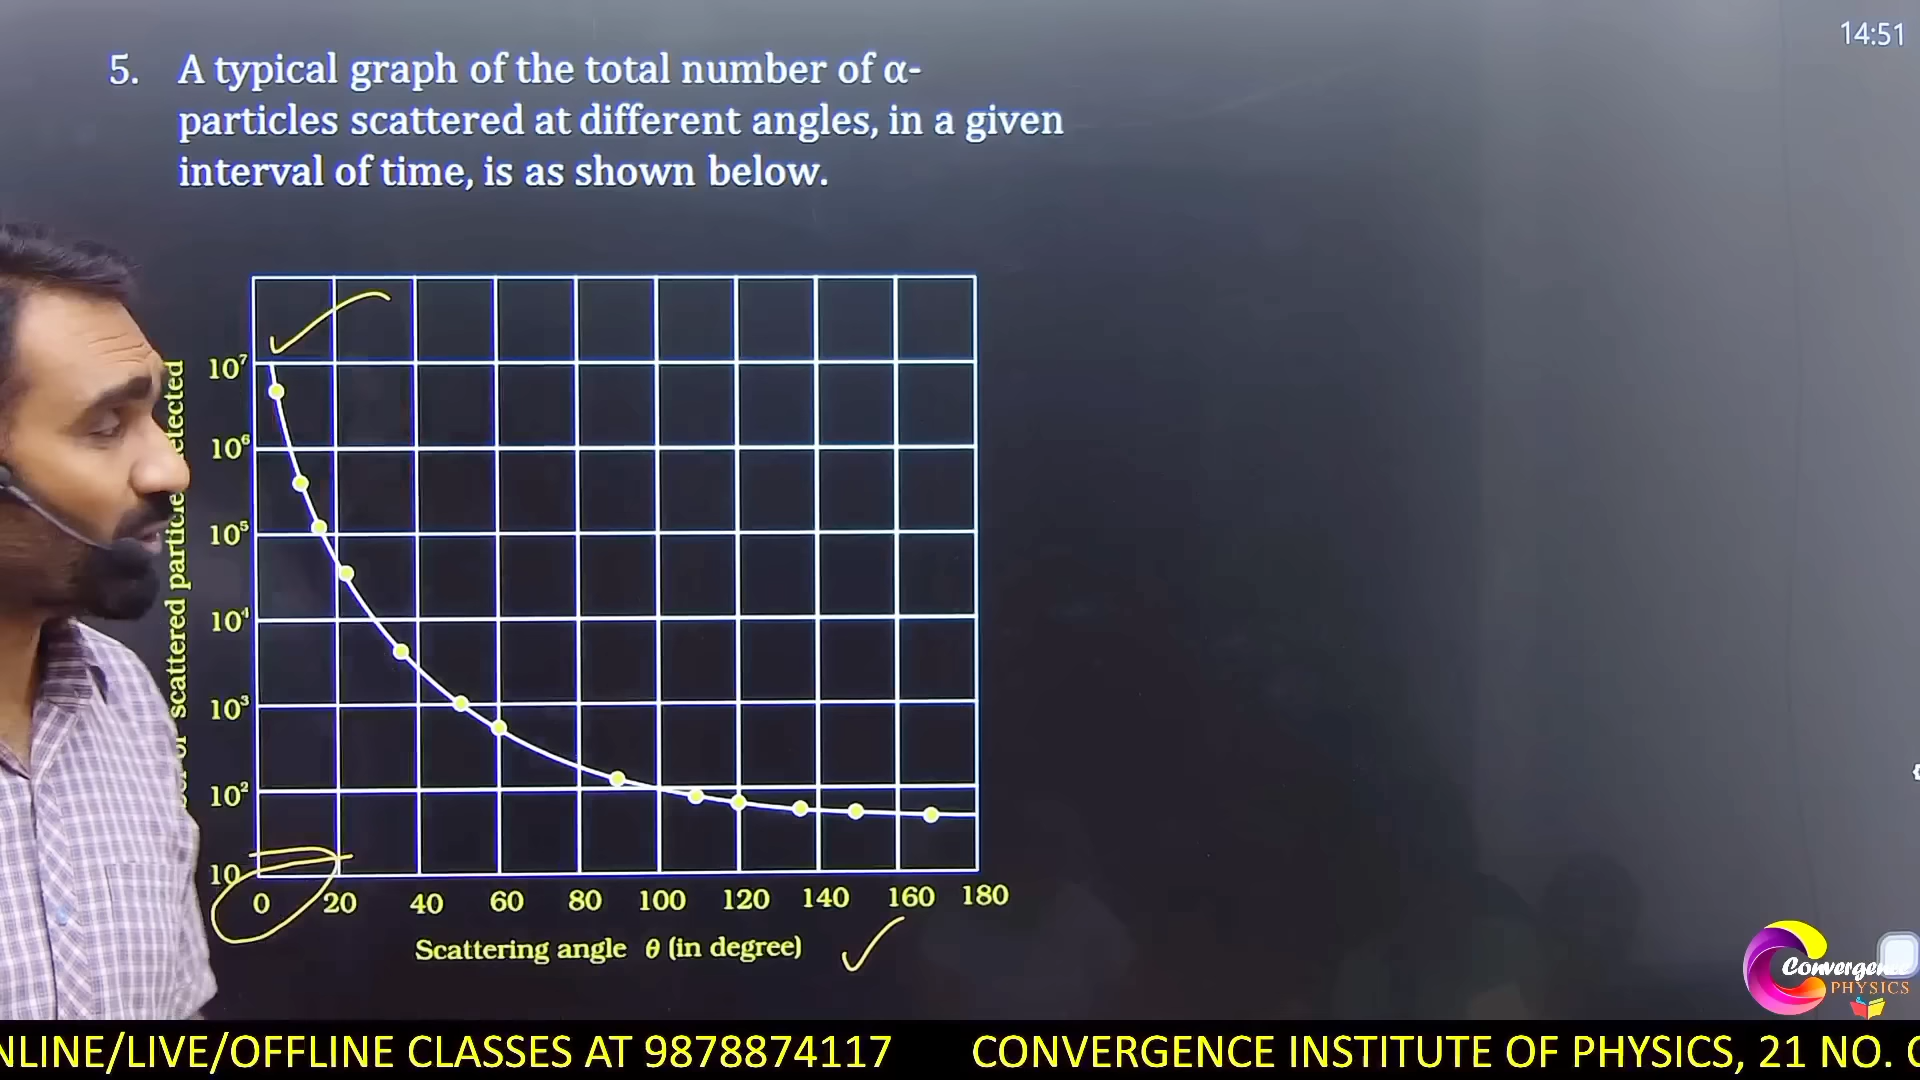 14:51
5. A typical graph of the total number of α-
particles scattered at different angles, in a given
interval of time, is as shown below.
10⁷
10⁶
10⁵
10⁴
10³
10²
10
scattered particle
0 20 40 60 80 100 120 140 160 180
Scattering angle θ (in degree)
Convergence
PHYSICS
NLINE/LIVE/OFFLINE CLASSES AT 9878874117 CONVERGENCE INSTITUTE OF PHYSICS, 21 NO.